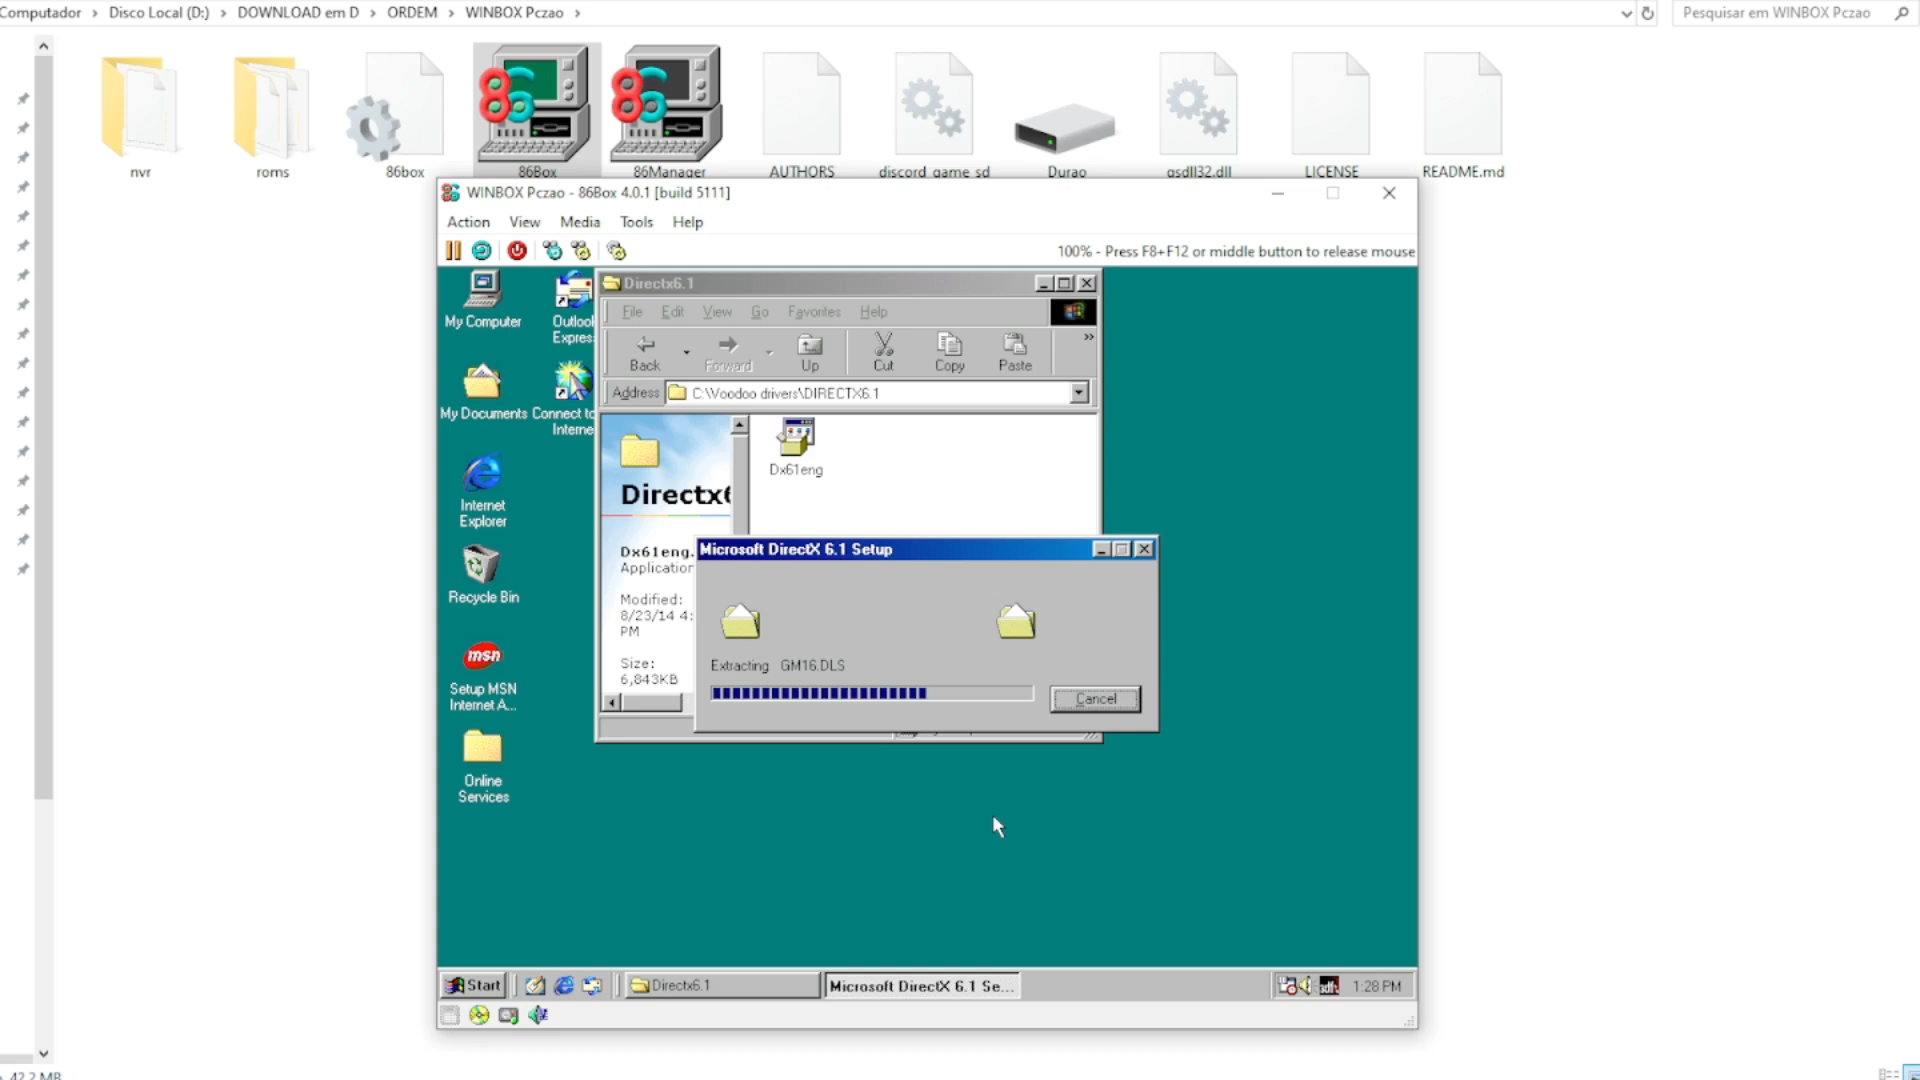 Computador > Disco Local (D:) > DOWNLOAD em D > ORDEM > WINBOX Pczao >
Pesquisar em WINBOX Pczao
nvr
roms
86box
86Box
86Manager
AUTHORS
discord_game_sd
Durao
gsdll32.dll
LICENSE
README.md
WINBOX Pczao - 86Box 4.0.1 [build 5111]
Action View Media Tools Help
100% - Press F8+F12 or middle button to release mouse
My Computer
Outlook
Expres
My Documents
Connect to
Interne
Internet
Explorer
Recycle Bin
msn
Setup MSN
Internet A...
Online
Services
Directx6.1
File Edit View Go Favorites Help
Back Forward Up Cut Copy Paste »
Address C:\Voodoo drivers\DIRECTX6.1
Dx61eng
Directx6
Dx61eng.
Application
Modified:
8/23/14 4:
PM
Size:
6,843KB
Microsoft DirectX 6.1 Setup
Extracting GM16.DLS
Cancel
Start
Directx6.1
Microsoft DirectX 6.1 Se...
1:28 PM
42,2 MB